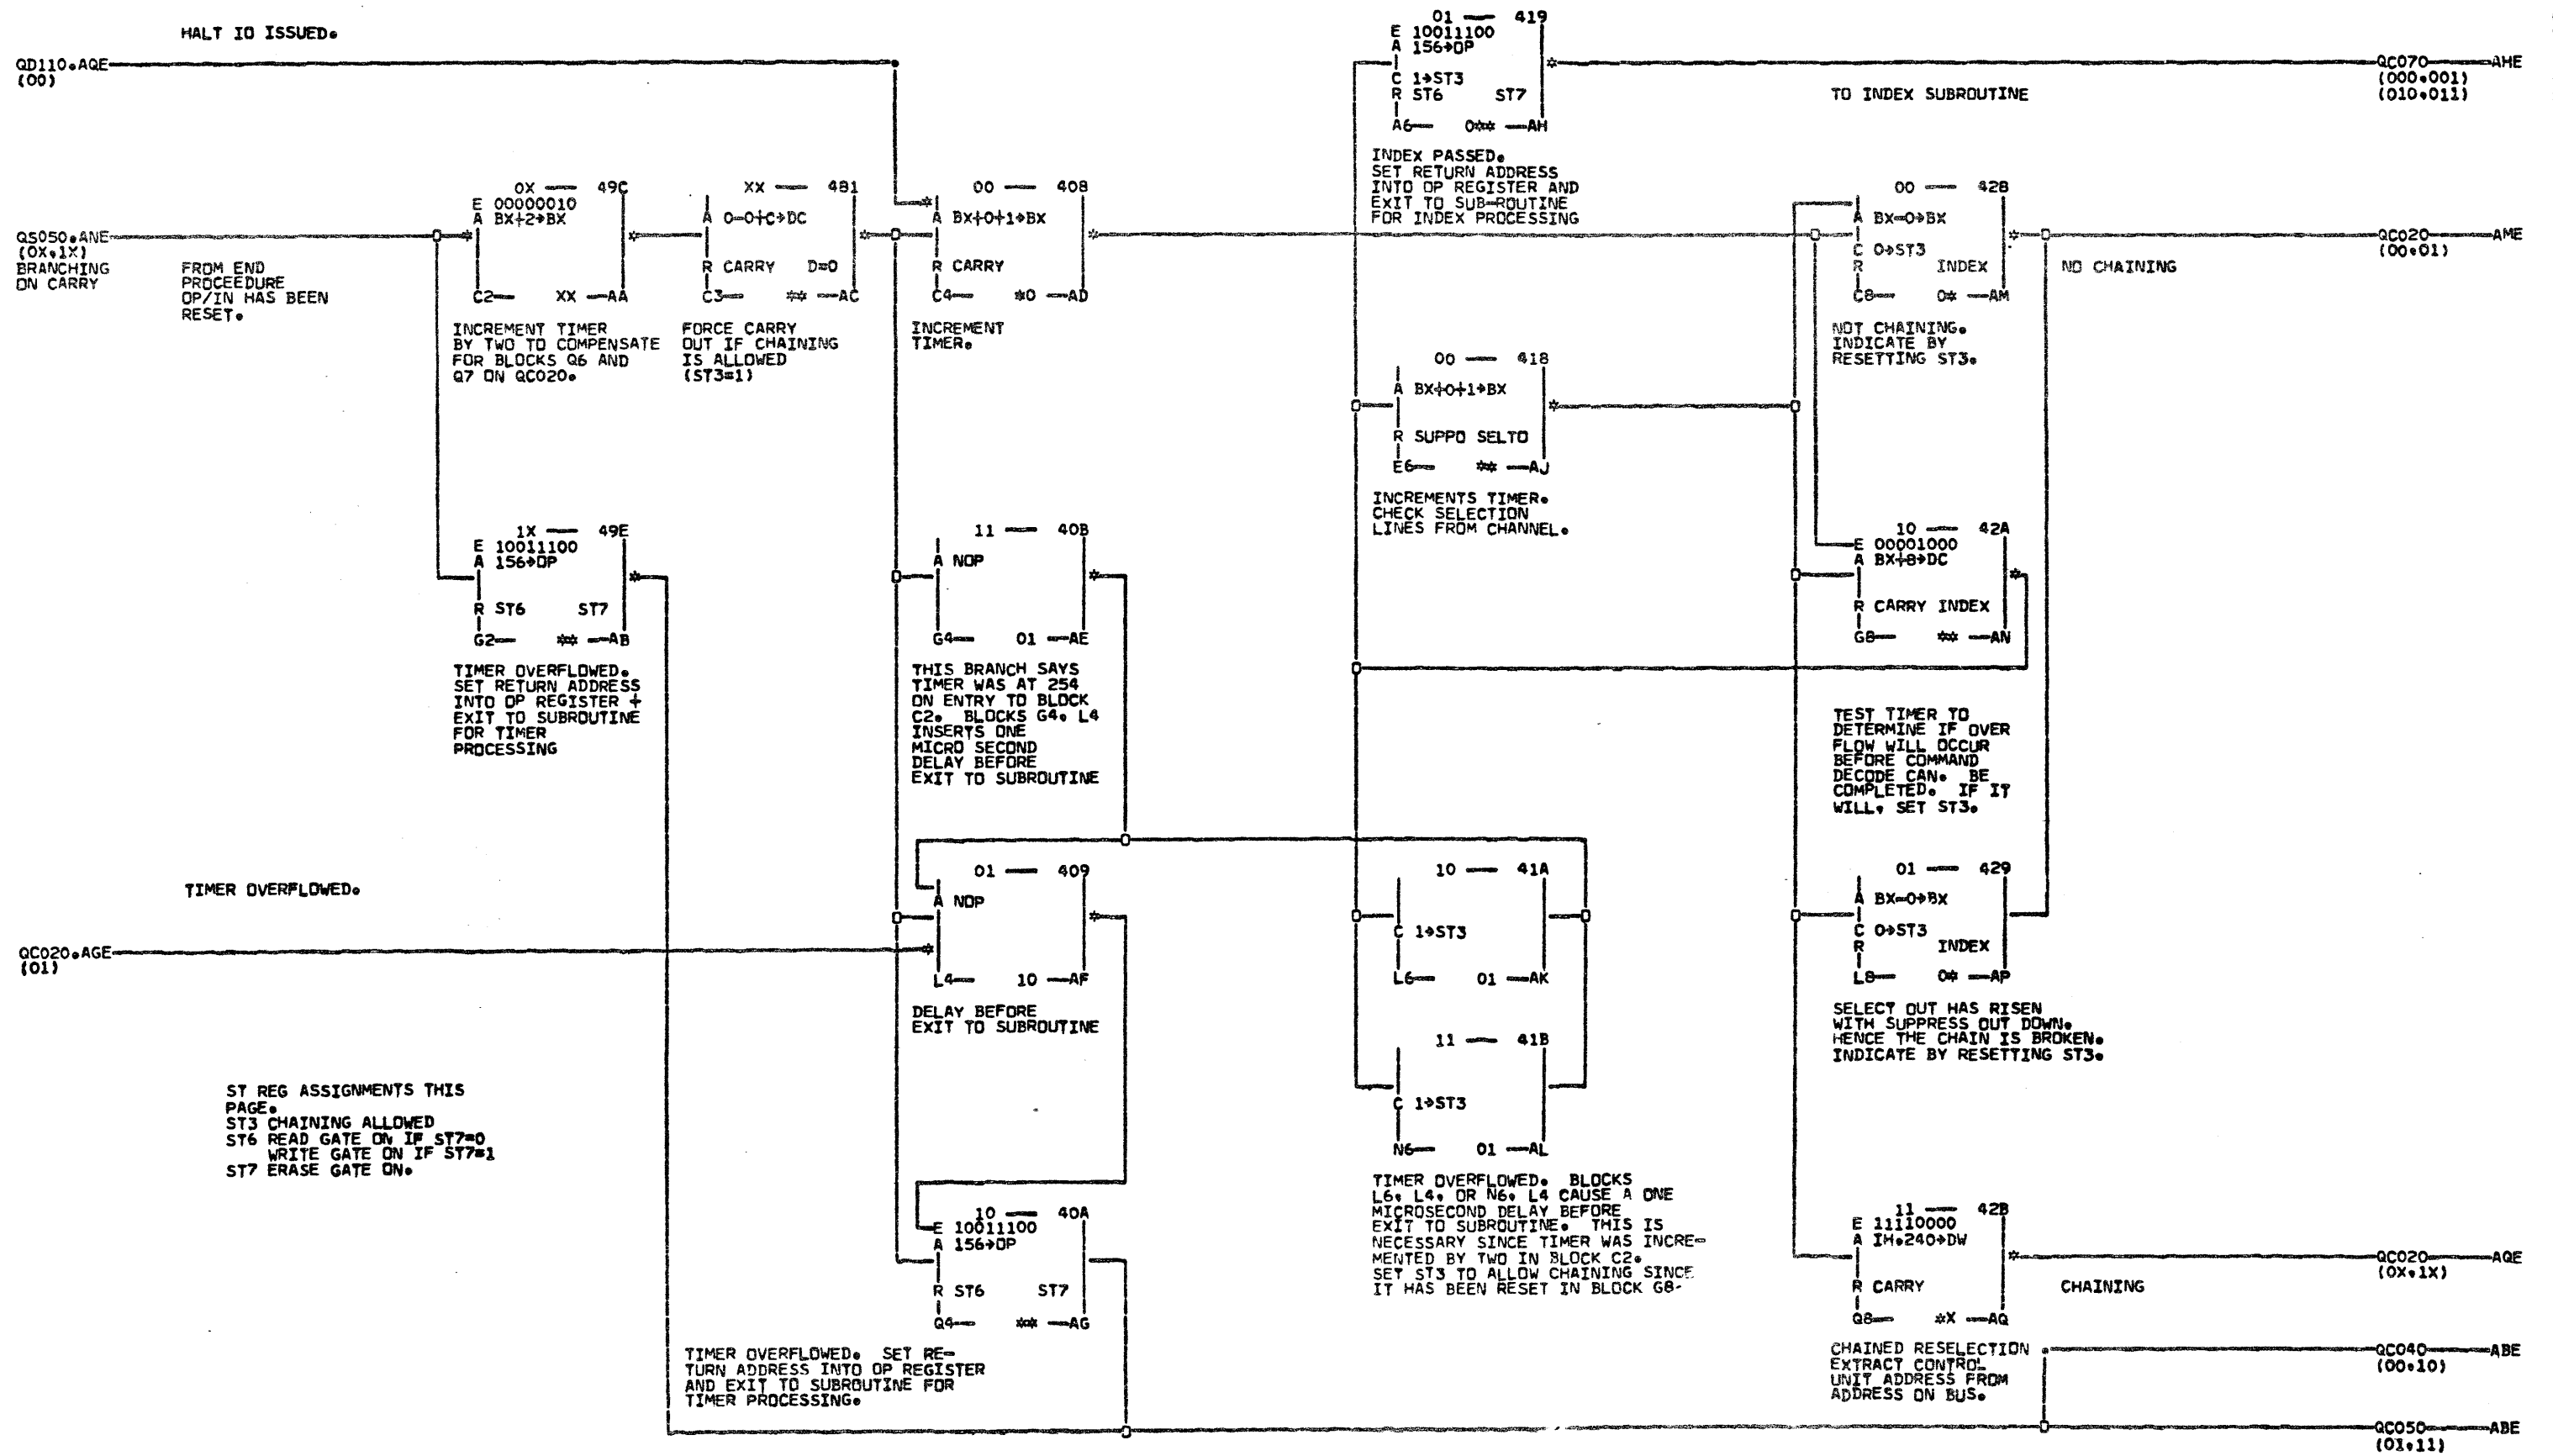 HALT IO ISSUED.
QD110.AQE
(00)
QS050.ANE
(0X,1X)
BRANCHING
ON CARRY
FROM END
PROCEEDURE
OP/IN HAS BEEN
RESET.
0X — 49C
E 00000010
A BX+2→BX
C2— XX —AA
INCREMENT TIMER
BY TWO TO COMPENSATE
FOR BLOCKS Q6 AND
Q7 ON QC020.
XX — 481
A 0-0+C→DC
R CARRY D=0
C3— ** —AC
FORCE CARRY
OUT IF CHAINING
IS ALLOWED
(ST3=1)
00 — 408
A BX+0+1→BX
R CARRY
C4— *0 —AD
INCREMENT
TIMER.
1X — 49E
E 10011100
A 156→OP
R ST6 ST7
G2— ** —AB
TIMER OVERFLOWED.
SET RETURN ADDRESS
INTO OP REGISTER +
EXIT TO SUBROUTINE
FOR TIMER
PROCESSING
11 — 40B
A NOP
G4— 01 —AE
THIS BRANCH SAYS
TIMER WAS AT 254
ON ENTRY TO BLOCK
C2. BLOCKS G4, L4
INSERTS ONE
MICRO SECOND
DELAY BEFORE
EXIT TO SUBROUTINE
TIMER OVERFLOWED.
QC020.AGE
(01)
01 — 409
A NOP
L4— 10 —AF
DELAY BEFORE
EXIT TO SUBROUTINE
ST REG ASSIGNMENTS THIS
PAGE.
ST3 CHAINING ALLOWED
ST6 READ GATE ON IF ST7=0
WRITE GATE ON IF ST7=1
ST7 ERASE GATE ON.
10 — 40A
E 10011100
A 156→OP
R ST6 ST7
Q4— ** —AG
TIMER OVERFLOWED. SET RE-
TURN ADDRESS INTO OP REGISTER
AND EXIT TO SUBROUTINE FOR
TIMER PROCESSING.
01 — 419
E 10011100
A 156→OP
C 1→ST3
R ST6 ST7
A6— 0** —AH
INDEX PASSED.
SET RETURN ADDRESS
INTO OP REGISTER AND
EXIT TO SUB-ROUTINE
FOR INDEX PROCESSING
00 — 418
A BX+0+1→BX
R SUPPO SELTO
E6— ** —AJ
INCREMENTS TIMER.
CHECK SELECTION
LINES FROM CHANNEL.
10 — 41A
C 1→ST3
L6— 01 —AK
11 — 41B
C 1→ST3
N6— 01 —AL
TIMER OVERFLOWED. BLOCKS
L6, L4, OR N6, L4 CAUSE A ONE
MICROSECOND DELAY BEFORE
EXIT TO SUBROUTINE. THIS IS
NECESSARY SINCE TIMER WAS INCRE-
MENTED BY TWO IN BLOCK C2.
SET ST3 TO ALLOW CHAINING SINCE
IT HAS BEEN RESET IN BLOCK G8-
TO INDEX SUBROUTINE
QC070 — AHE
(000,001)
(010,011)
00 — 428
A BX-0→BX
C 0→ST3
R INDEX
C8— 0* —AM
NOT CHAINING.
INDICATE BY
RESETTING ST3.
NO CHAINING
QC020 — AME
(00,01)
10 — 42A
E 00001000
A BX+8→DC
R CARRY INDEX
G8— ** —AN
TEST TIMER TO
DETERMINE IF OVER
FLOW WILL OCCUR
BEFORE COMMAND
DECODE CAN. BE
COMPLETED. IF IT
WILL, SET ST3.
01 — 429
A BX-0→BX
C 0→ST3
R INDEX
L8— 0* —AP
SELECT OUT HAS RISEN
WITH SUPPRESS OUT DOWN.
HENCE THE CHAIN IS BROKEN.
INDICATE BY RESETTING ST3.
11 — 42B
E 11110000
A IH.240→DW
R CARRY
Q8— *X —AQ
CHAINING
CHAINED RESELECTION
EXTRACT CONTROL
UNIT ADDRESS FROM
ADDRESS ON BUS.
QC020 — AQE
(0X,1X)
QC040 — ABE
(00,10)
QC050 — ABE
(01,11)